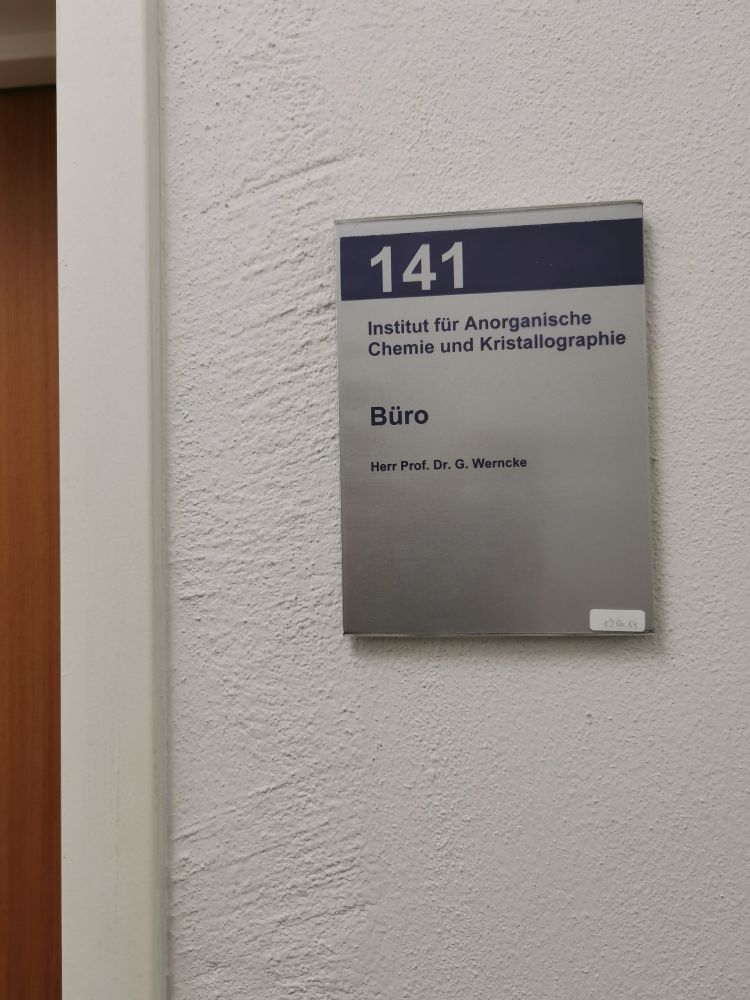 141
Institut für Anorganische
Chemie und Kristallographie
Büro
Herr Prof. Dr. G. Werncke